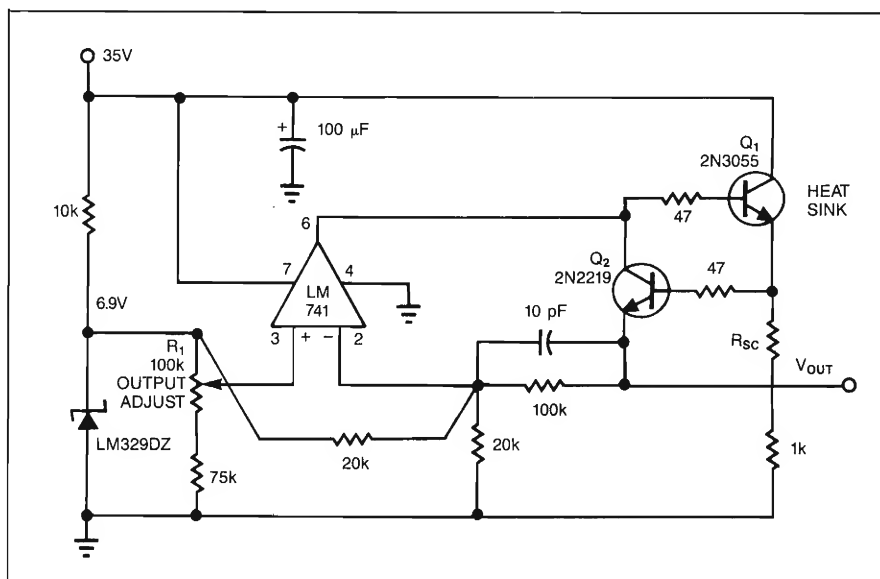 35V
+ 100 μF
Q1
2N3055
HEAT
SINK
47
10k
6
7
4
LM
741
3 + − 2
Q2
2N2219
47
6.9V
R1
100k
OUTPUT
ADJUST
10 pF
RSC
VOUT
100k
LM329DZ
20k
20k
75k
1k